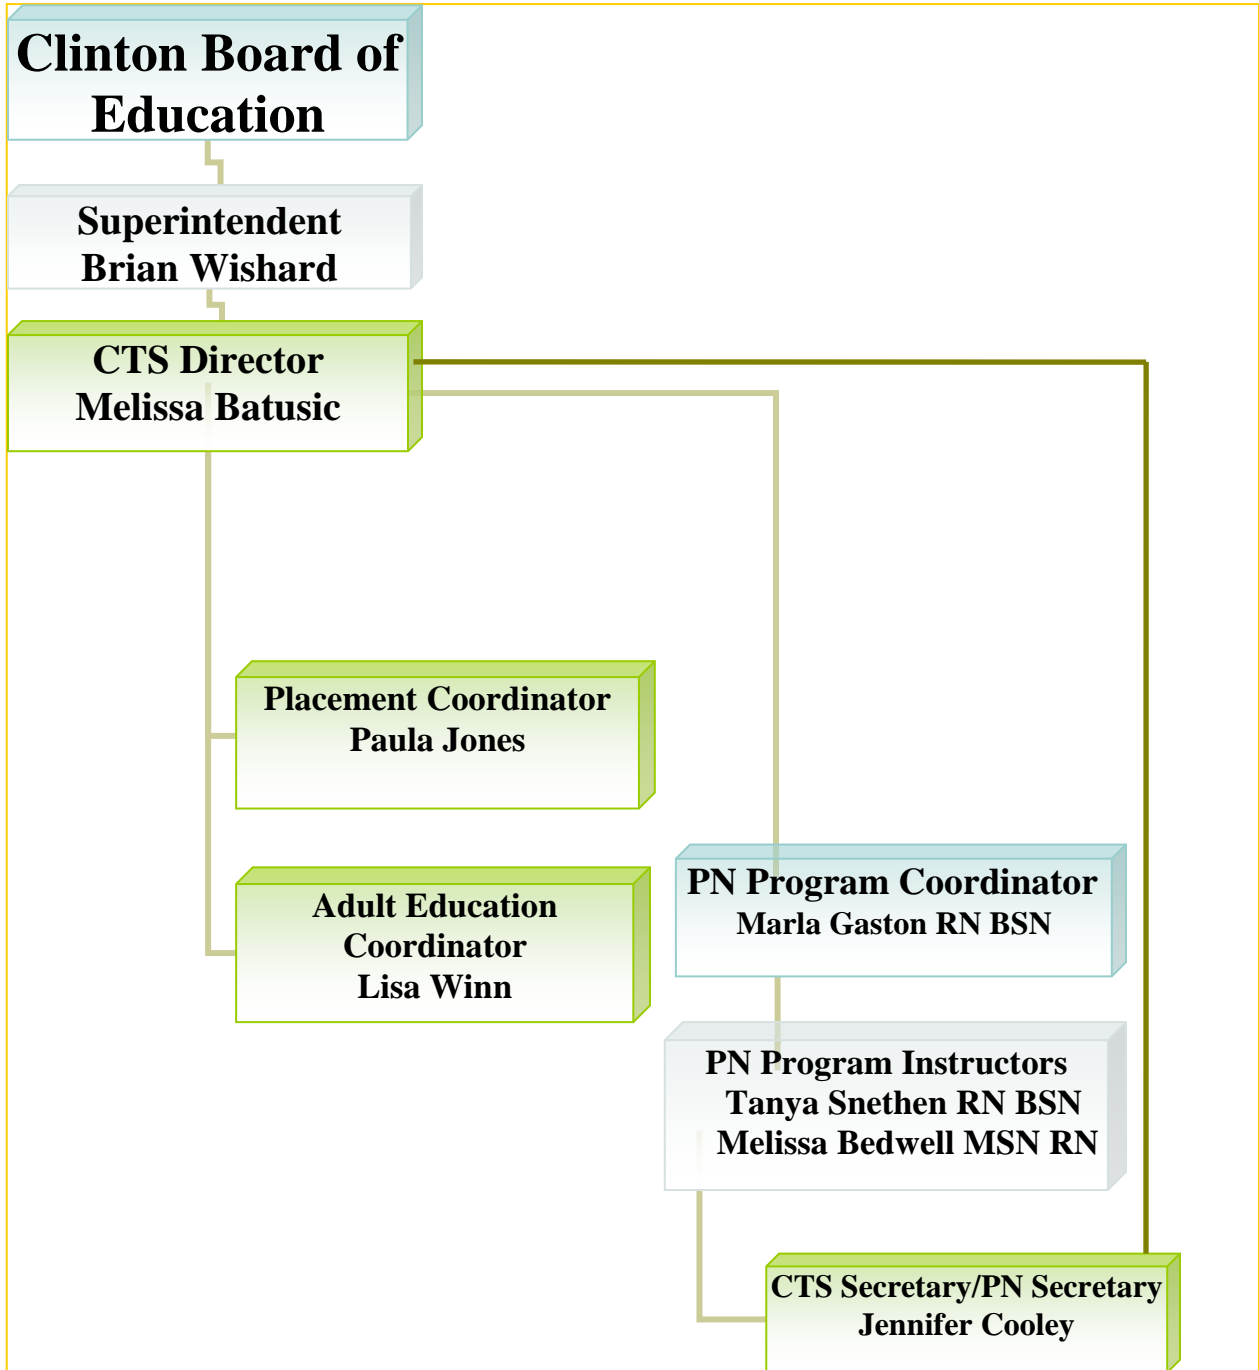 Clinton Board of
Education
Superintendent
Brian Wishard
CTS Director
Melissa Batusic
Placement Coordinator
Paula Jones
Adult Education
Coordinator
Lisa Winn
PN Program Coordinator
Marla Gaston RN BSN
PN Program Instructors
Tanya Snethen RN BSN
Melissa Bedwell MSN RN
CTS Secretary/PN Secretary
Jennifer Cooley